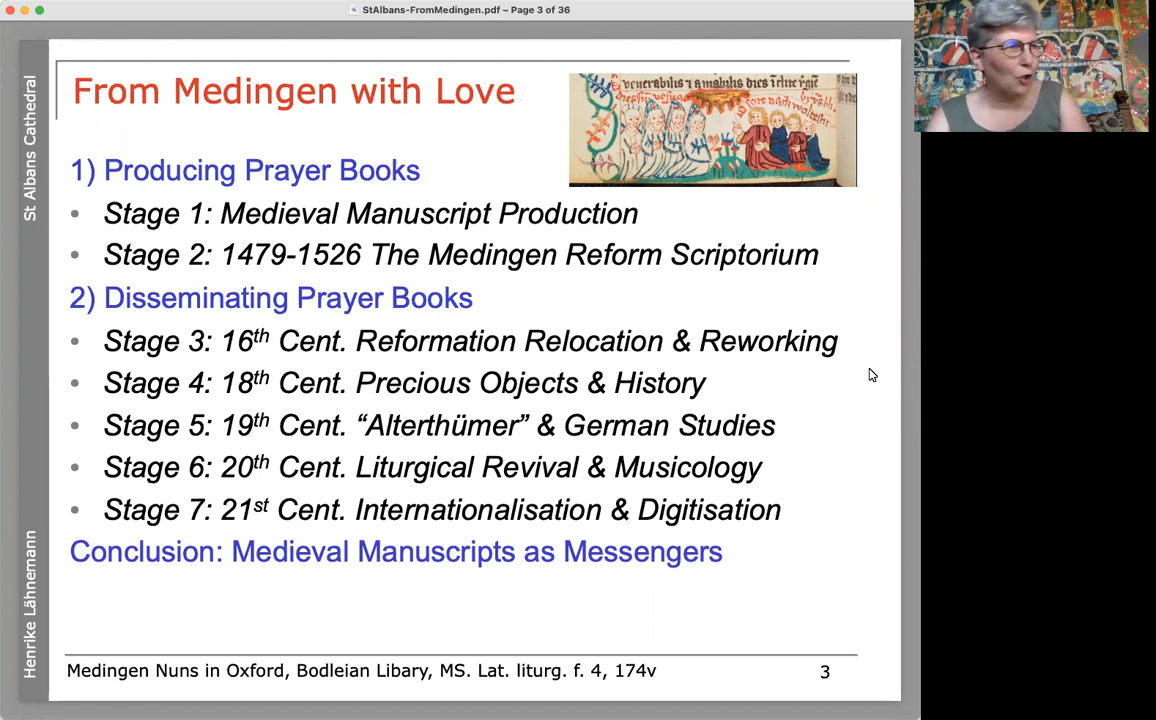 StAlbans-FromMedingen.pdf – Page 3 of 36
St Albans Cathedral
Henrike Lähnemann
From Medingen with Love
venerabilis
dies
1) Producing Prayer Books
• Stage 1: Medieval Manuscript Production
• Stage 2: 1479-1526 The Medingen Reform Scriptorium
2) Disseminating Prayer Books
• Stage 3: 16th Cent. Reformation Relocation & Reworking
• Stage 4: 18th Cent. Precious Objects & History
• Stage 5: 19th Cent. “Alterthümer” & German Studies
• Stage 6: 20th Cent. Liturgical Revival & Musicology
• Stage 7: 21st Cent. Internationalisation & Digitisation
Conclusion: Medieval Manuscripts as Messengers
Medingen Nuns in Oxford, Bodleian Libary, MS. Lat. liturg. f. 4, 174v
3